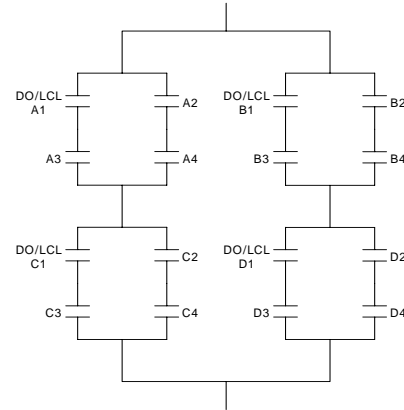 DO/LCL
A1
A2
DO/LCL
B1
B2
A3
A4
B3
B4
DO/LCL
C1
C2
DO/LCL
D1
D2
C3
C4
D3
D4